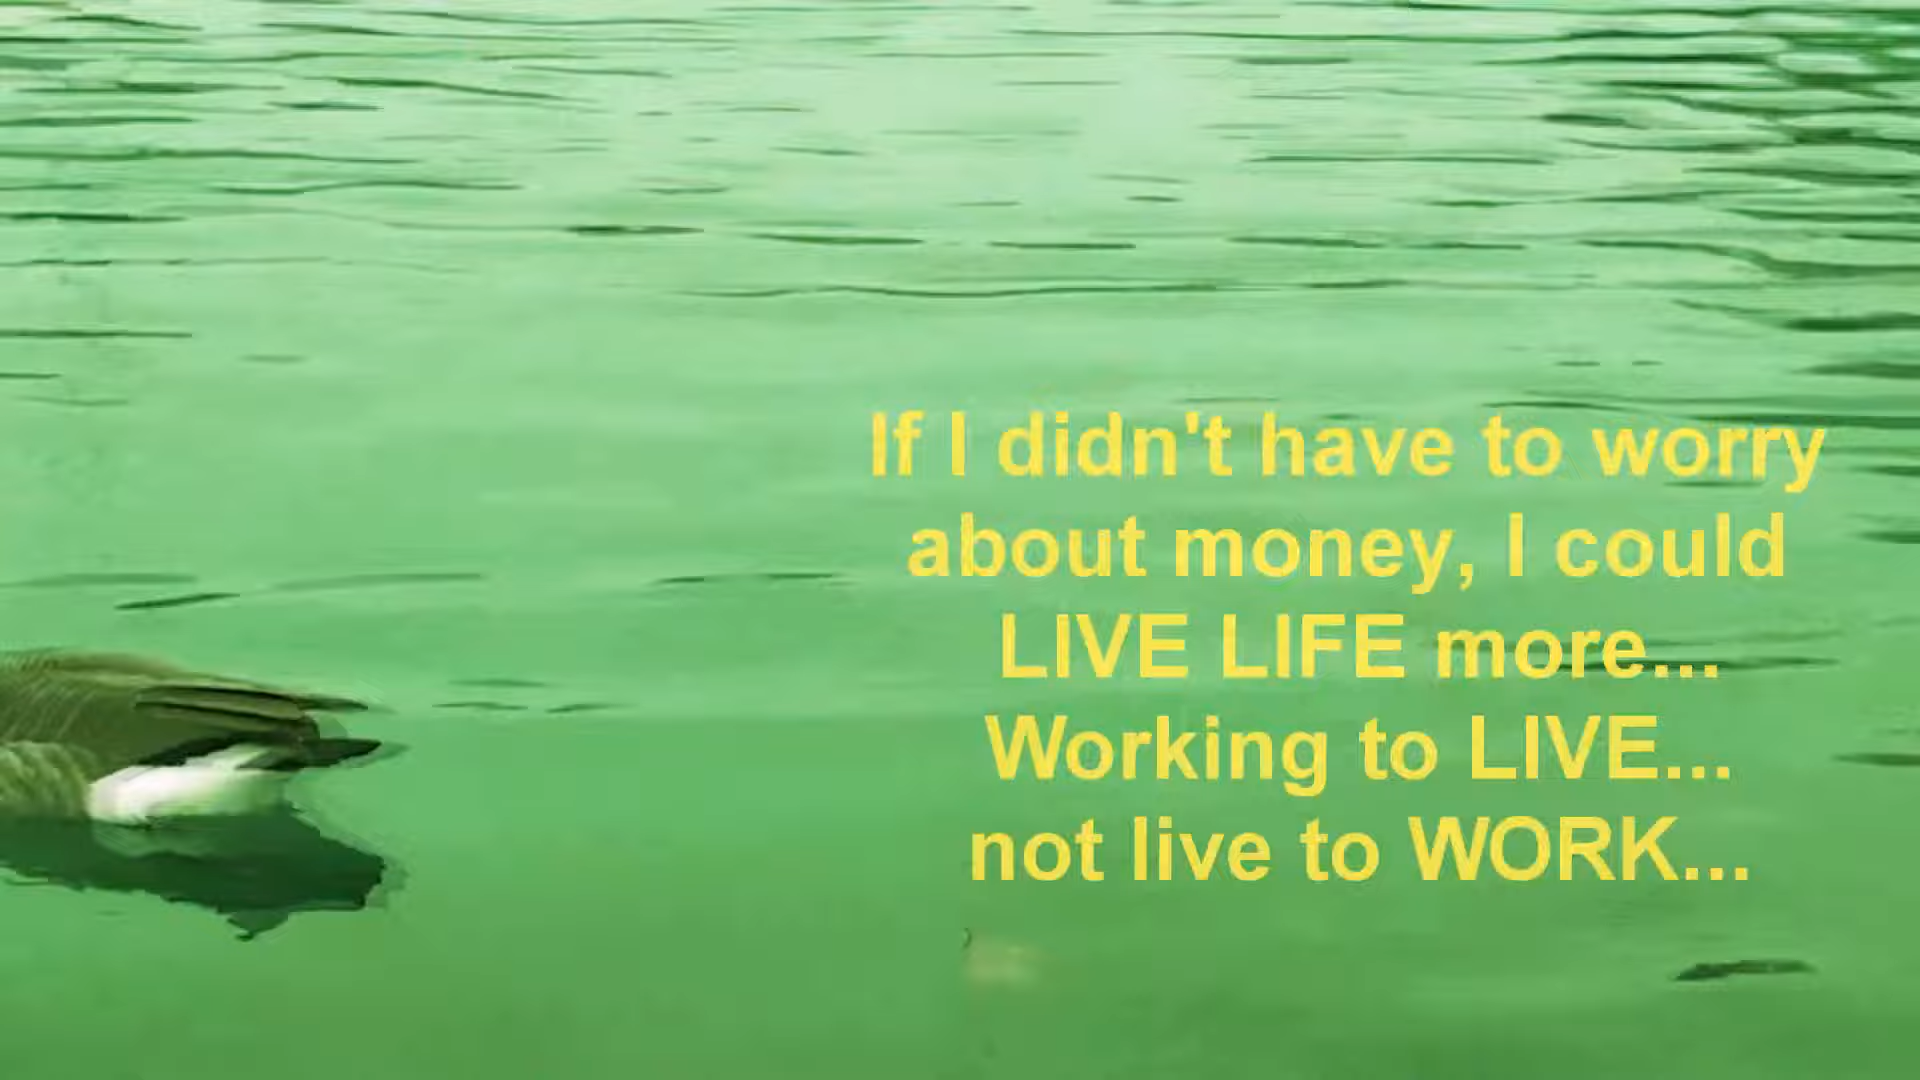 If I didn't have to worry
about money, I could
LIVE LIFE more...
Working to LIVE...
not live to WORK...